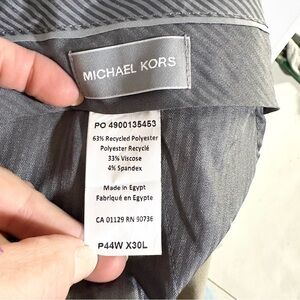 MICHAEL KORS
PO 4900135453
63% Recycled Polyester
Polyester Recyclé
33% Viscose
4% Spandex
Made in Egypt
Fabriqué en Egypte
CA 01129 RN 90736
P44W X30L